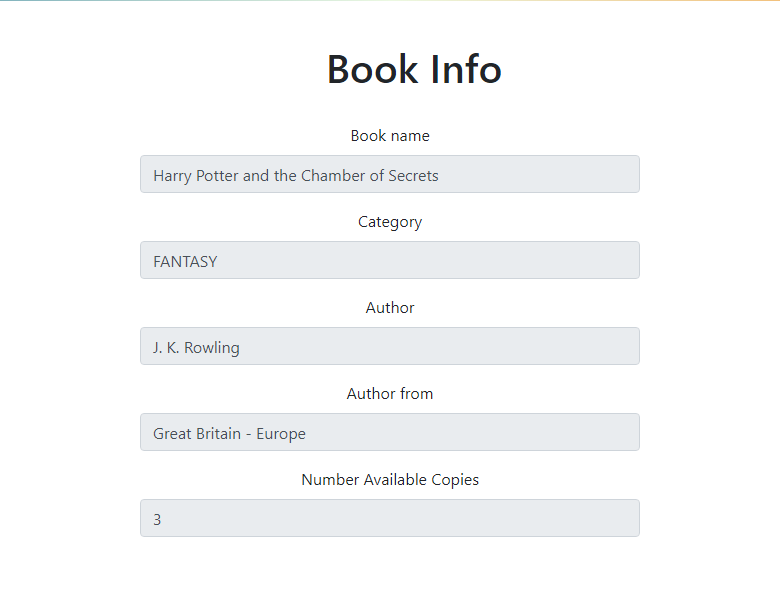 Book Info
Book name
Harry Potter and the Chamber of Secrets
Category
FANTASY
Author
J. K. Rowling
Author from
Great Britain - Europe
Number Available Copies
3